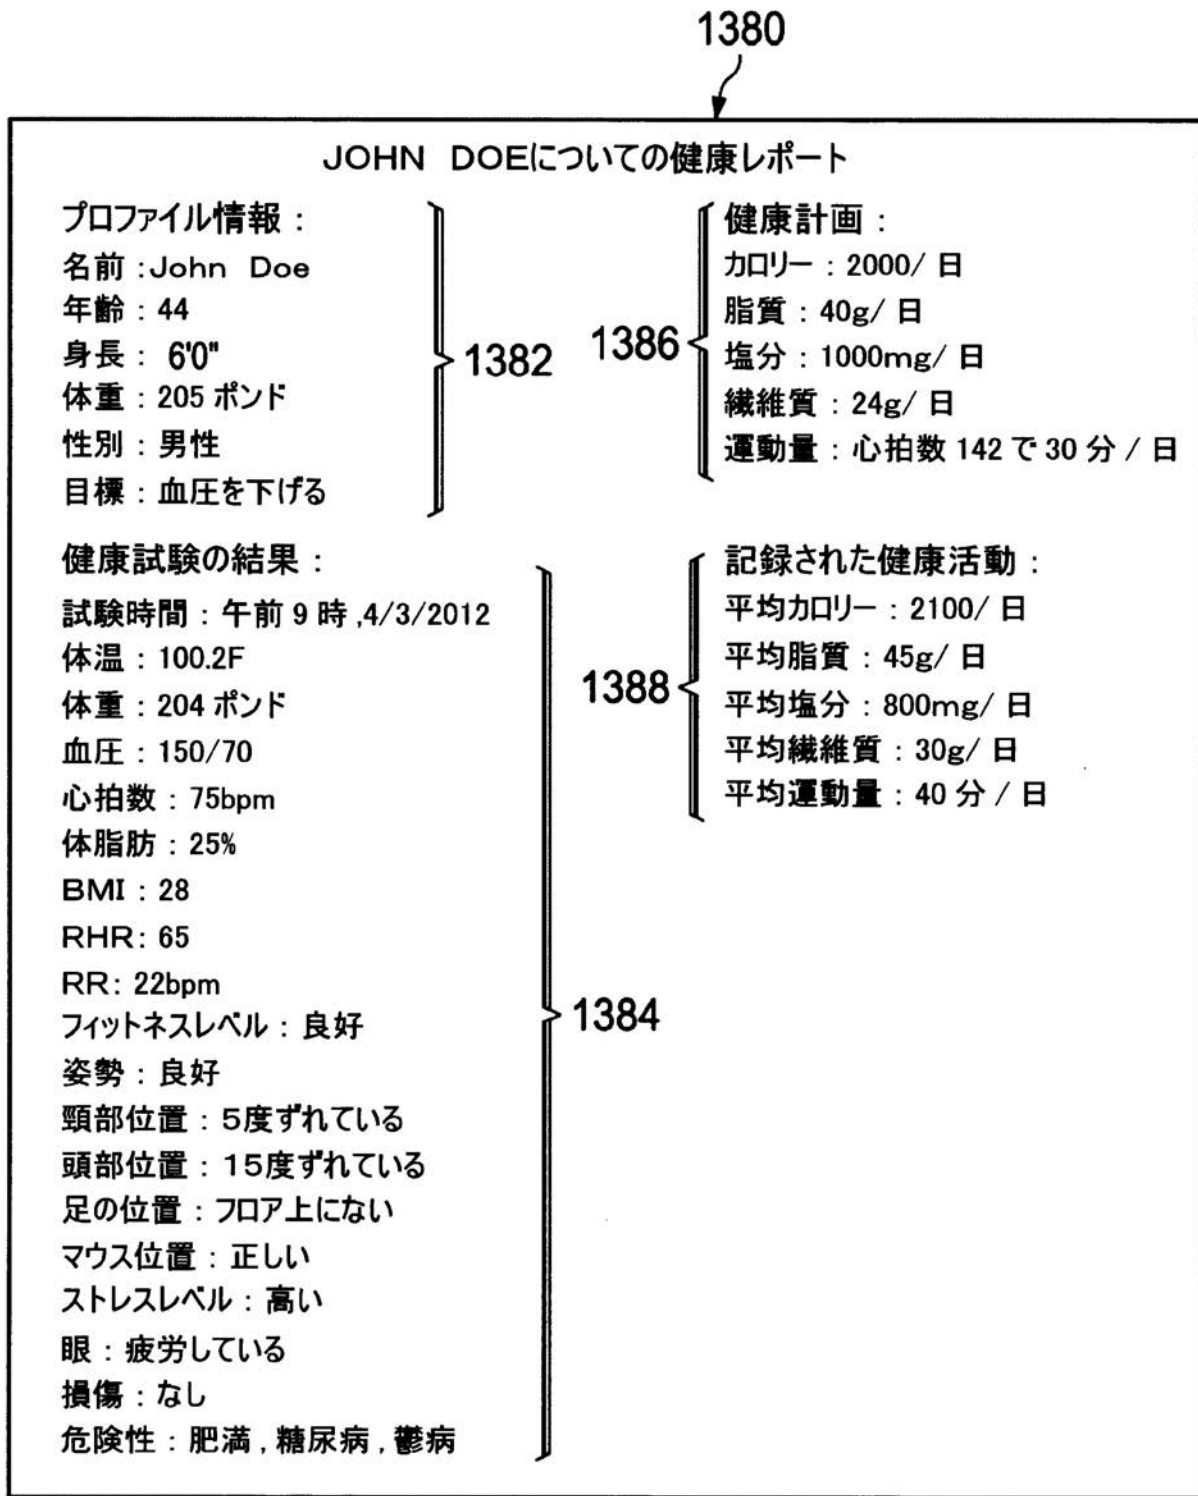 1380
JOHN DOEについての健康レポート
プロファイル情報：
名前：John Doe
年齢：44
身長： 6'0"
体重：205 ポンド
性別：男性
目標：血圧を下げる
1382
健康試験の結果：
試験時間：午前 9 時 ,4/3/2012
体温：100.2F
体重：204 ポンド
血圧：150/70
心拍数：75bpm
体脂肪：25%
BMI：28
RHR: 65
RR: 22bpm
フィットネスレベル：良好
姿勢：良好
頸部位置：5度ずれている
頭部位置：15度ずれている
足の位置：フロア上にない
マウス位置：正しい
ストレスレベル：高い
眼：疲労している
損傷：なし
危険性：肥満 , 糖尿病 , 鬱病
1384
1386
健康計画：
カロリー：2000/ 日
脂質：40g/ 日
塩分：1000mg/ 日
繊維質：24g/ 日
運動量：心拍数 142 で 30 分 / 日
1388
記録された健康活動：
平均カロリー：2100/ 日
平均脂質：45g/ 日
平均塩分：800mg/ 日
平均繊維質：30g/ 日
平均運動量：40 分 / 日